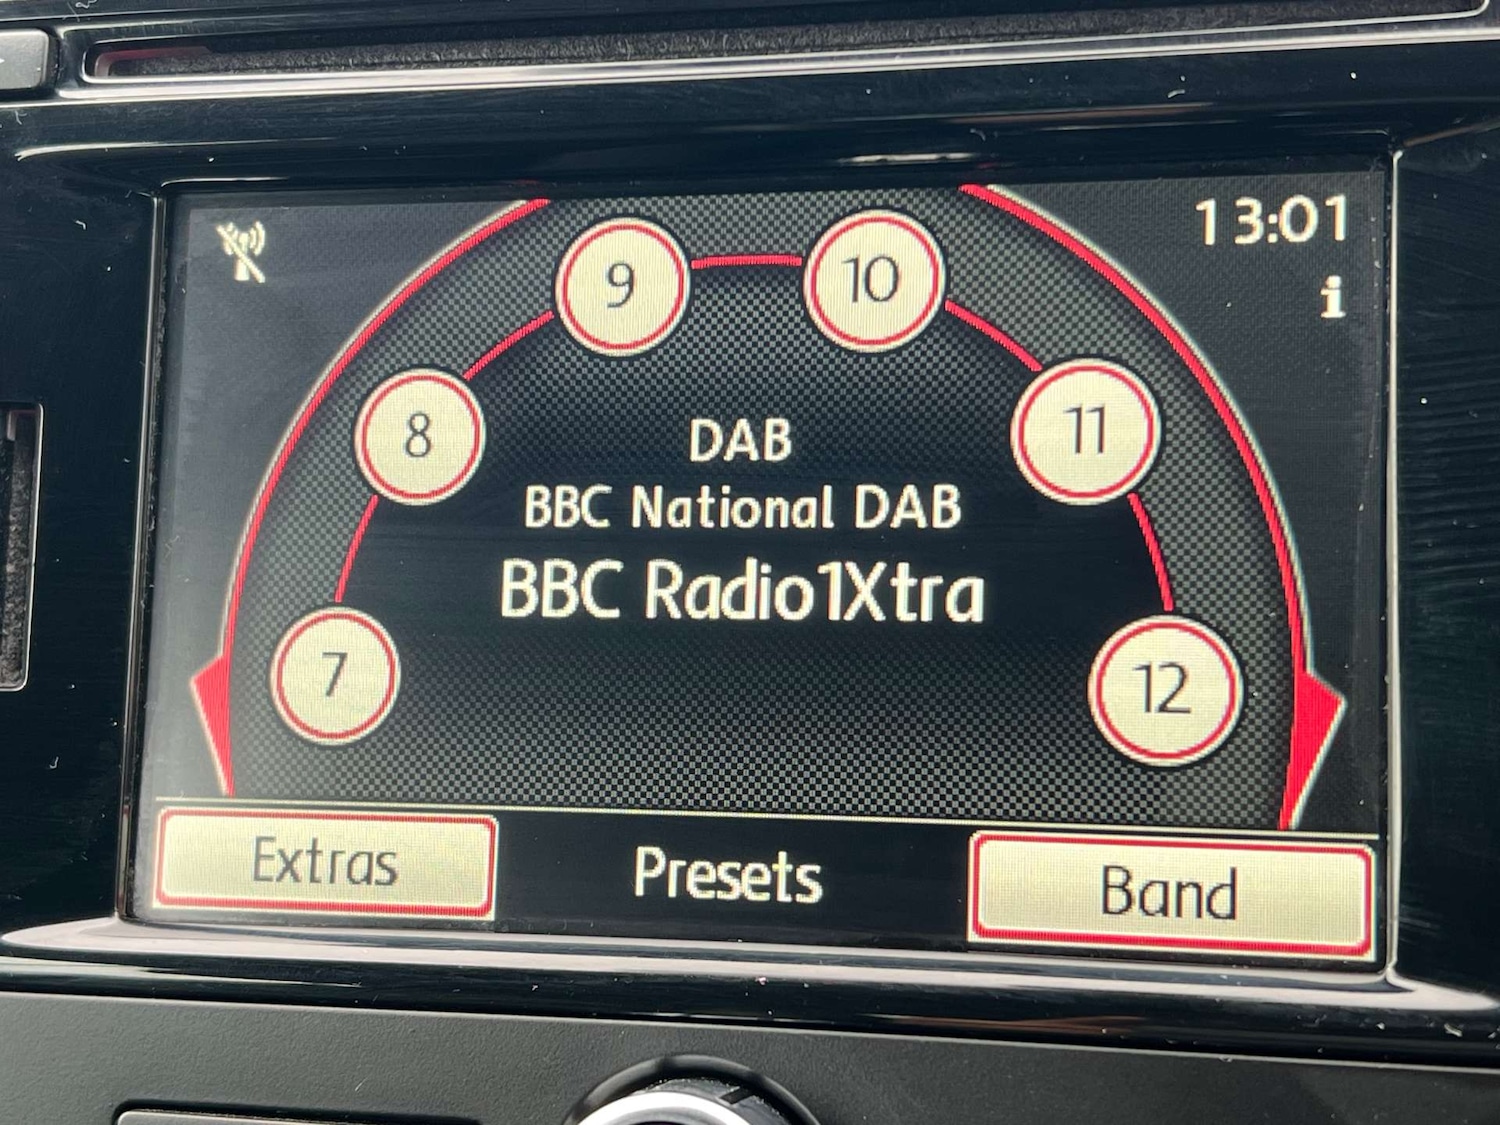 13:01
i
9
10
8
11
DAB
BBC National DAB
BBC Radio1Xtra
7
12
Extras
Presets
Band